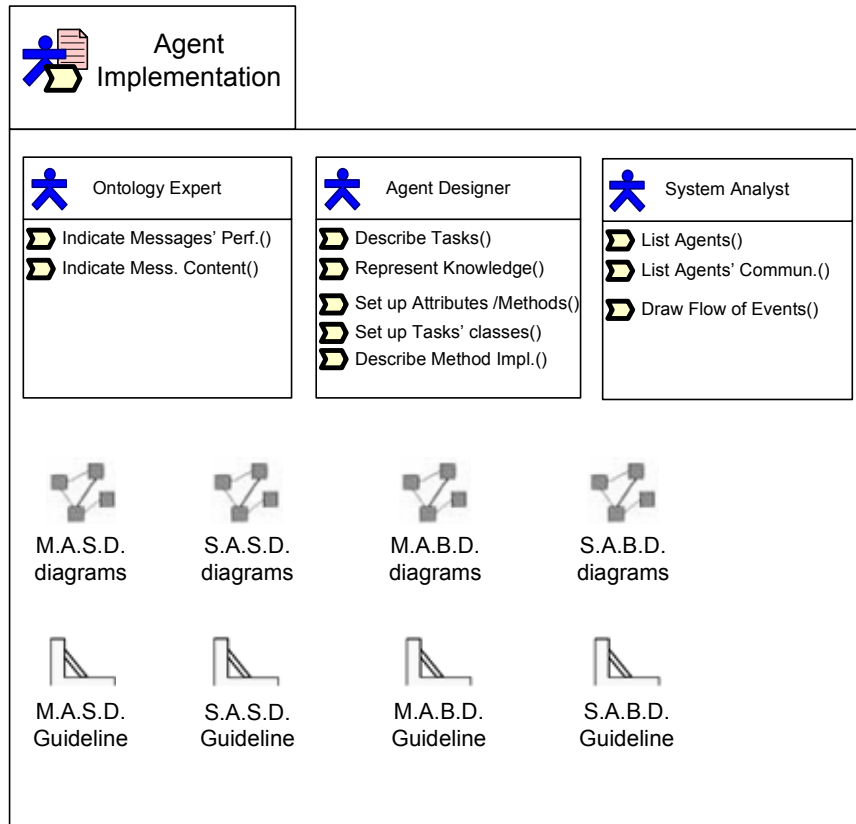 Agent
Implementation
Ontology Expert
Indicate Messages' Perf.()
Indicate Mess. Content()
Agent Designer
Describe Tasks()
Represent Knowledge()
Set up Attributes /Methods()
Set up Tasks' classes()
Describe Method Impl.()
System Analyst
List Agents()
List Agents' Commun.()
Draw Flow of Events()
M.A.S.D.
diagrams
S.A.S.D.
diagrams
M.A.B.D.
diagrams
S.A.B.D.
diagrams
M.A.S.D.
Guideline
S.A.S.D.
Guideline
M.A.B.D.
Guideline
S.A.B.D.
Guideline